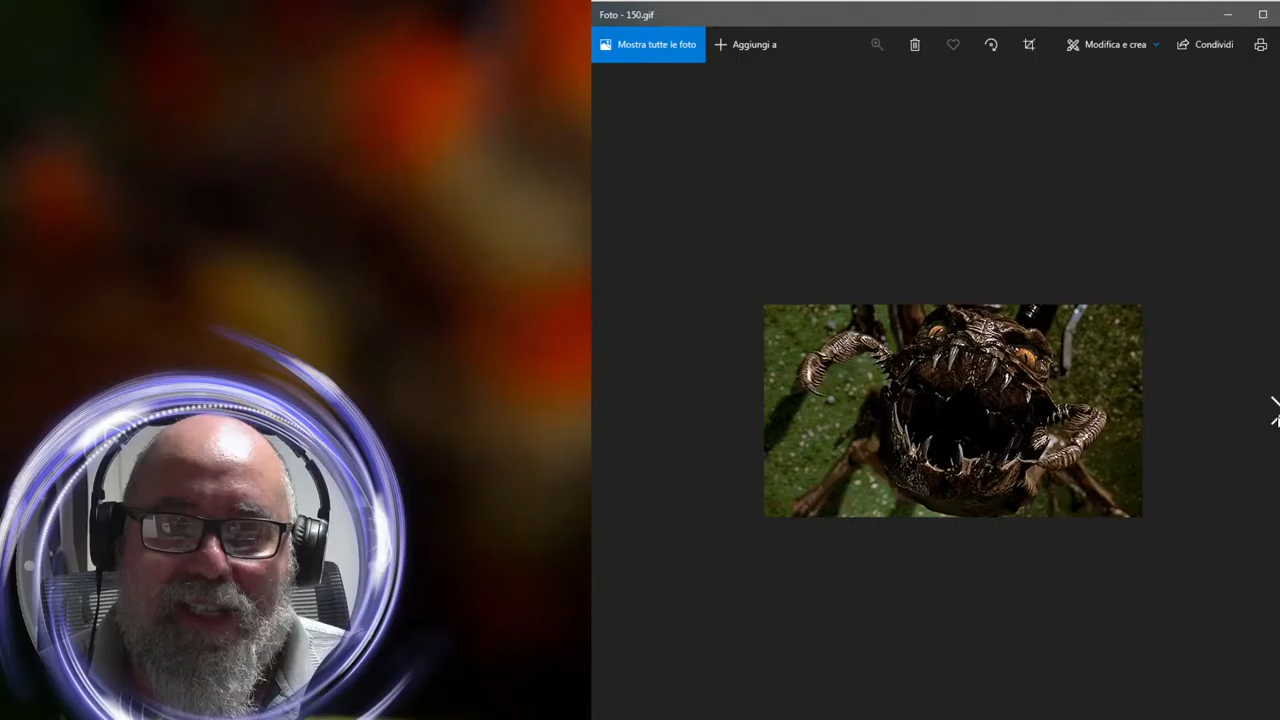 Foto - 150.gif
Mostra tutte le foto
Aggiungi a
Modifica e crea
Condividi